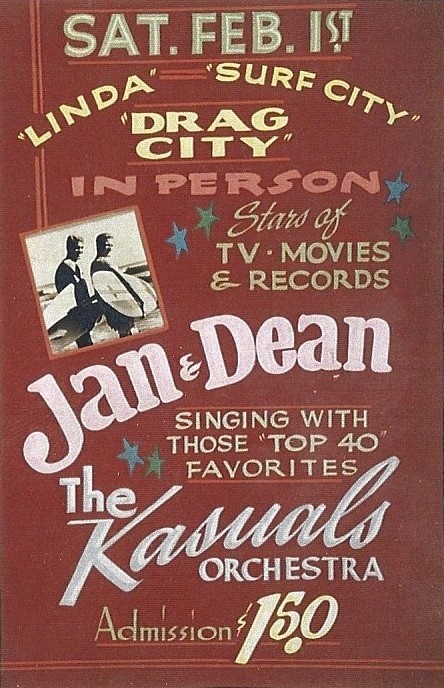 SAT. FEB. 1ST
"LINDA" — "SURF CITY"
"DRAG
CITY"
IN PERSON
Stars of
TV · MOVIES
& RECORDS
Jan & Dean
SINGING WITH
THOSE "TOP 40"
FAVORITES
The
Kasuals
ORCHESTRA
Admission $1.50